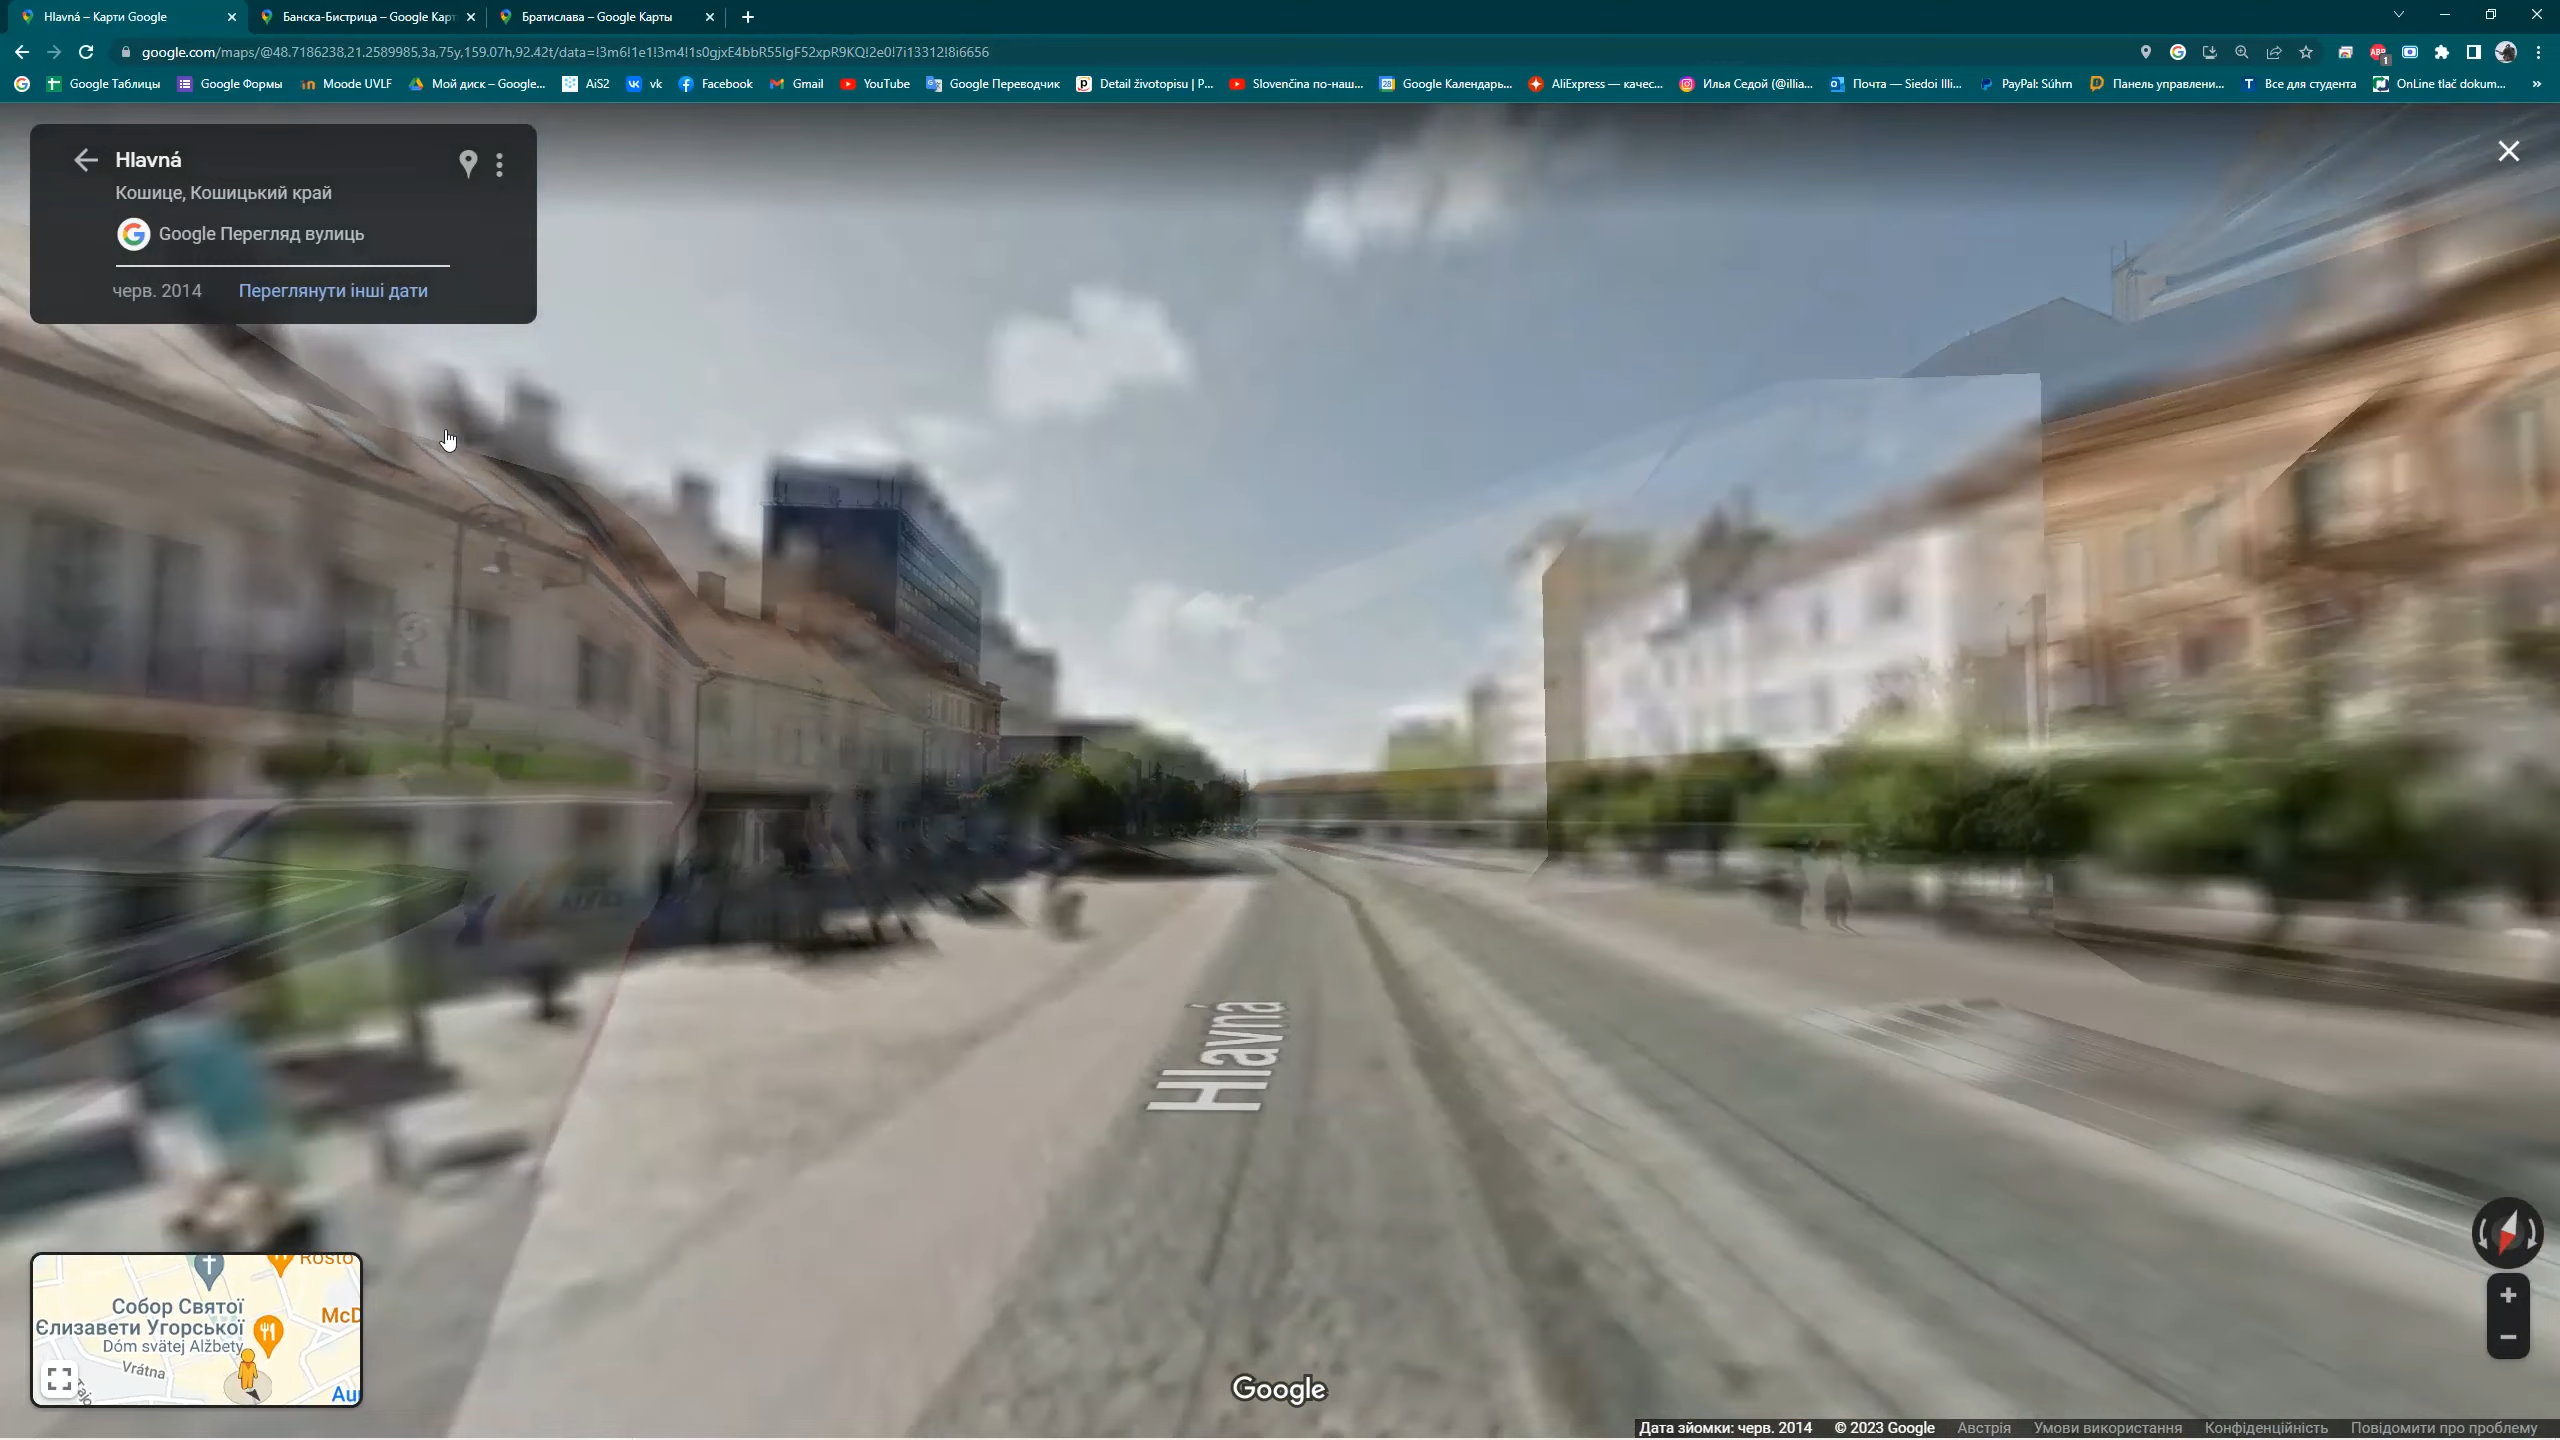 Hlavná – Карти Google
Банска-Бистрица – Google Карт
Братислава – Google Карты
google.com/maps/@48.7186238,21.2589985,3a,75y,159.07h,92.42t/data=!3m6!1e1!3m4!1s0gjxE4bbR55lgF52xpR9KQ!2e0!7i13312!8i6656
Google Таблицы
Google Формы
Moode UVLF
Мой диск – Google...
AiS2
vk
Facebook
Gmail
YouTube
Google Переводчик
Detail životopisu | P...
Slovenčina po-наш...
Google Календарь...
AliExpress — качес...
Илья Седой (@illia...
Почта — Siedoi Illi...
PayPal: Súhrn
Панель управлени...
Все для студента
OnLine tlač dokum...
Hlavná
Кошице, Кошицький край
Google Перегляд вулиць
черв. 2014
Переглянути інші дати
Hlavná
Rosto
Собор Святої
Єлизавети Угорської
Dóm svätej Alžbety
McD
Vrátna
Au
Google
Дата зйомки: черв. 2014
© 2023 Google
Австрія
Умови використання
Конфіденційність
Повідомити про проблему